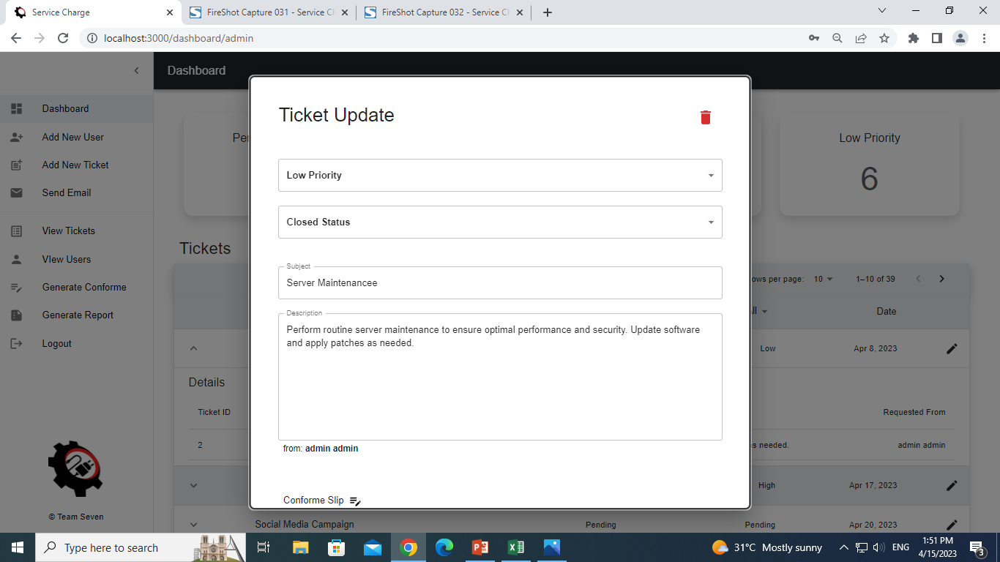 Service Charge
FireShot Capture 031 - Service Ch
FireShot Capture 032 - Service Ch
localhost:3000/dashboard/admin
Dashboard
Dashboard
Add New User
Add New Ticket
Send Email
View Tickets
VIew Users
Generate Conforme
Generate Report
Logout
© Team Seven
Low Priority
6
Tickets
Ticket Update
Low Priority
Closed Status
Subject
Server Maintenancee
Description
Perform routine server maintenance to ensure optimal performance and security. Update software
and apply patches as needed.
from: admin admin
Conforme Slip
ows per page: 10
1–10 of 39
Date
Low
Apr 8, 2023
Details
Ticket ID
Requested From
2
s needed.
admin admin
High
Apr 17, 2023
Social Media Campaign
Pending
Pending
Apr 20, 2023
Type here to search
31°C Mostly sunny
ENG
1:51 PM
4/15/2023
3